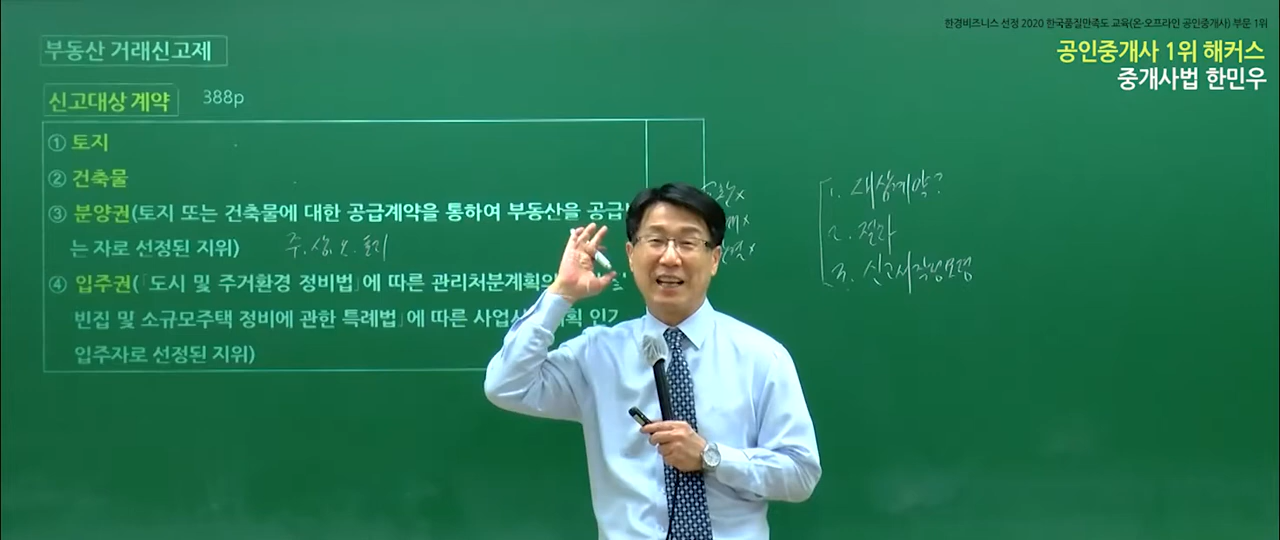 한경비즈니스 선정 2020 한국품질만족도 교육(온·오프라인 공인중개사) 부문 1위
공인중개사 1위 해커스
중개사법 한민우
부동산 거래신고제
신고대상 계약 388p
① 토지
② 건축물
③ 분양권(토지 또는 건축물에 대한 공급계약을 통하여 부동산을 공급
는 자로 선정된 지위)
주.상.오.토지
④ 입주권(「도시 및 주거환경 정비법」에 따른 관리처분계획의
빈집 및 소규모주택 정비에 관한 특례법」에 따른 사업시 계획 인가
입주자로 선정된 지위)
1. 대상계약?
2. 절차
3. 신고서작성요령